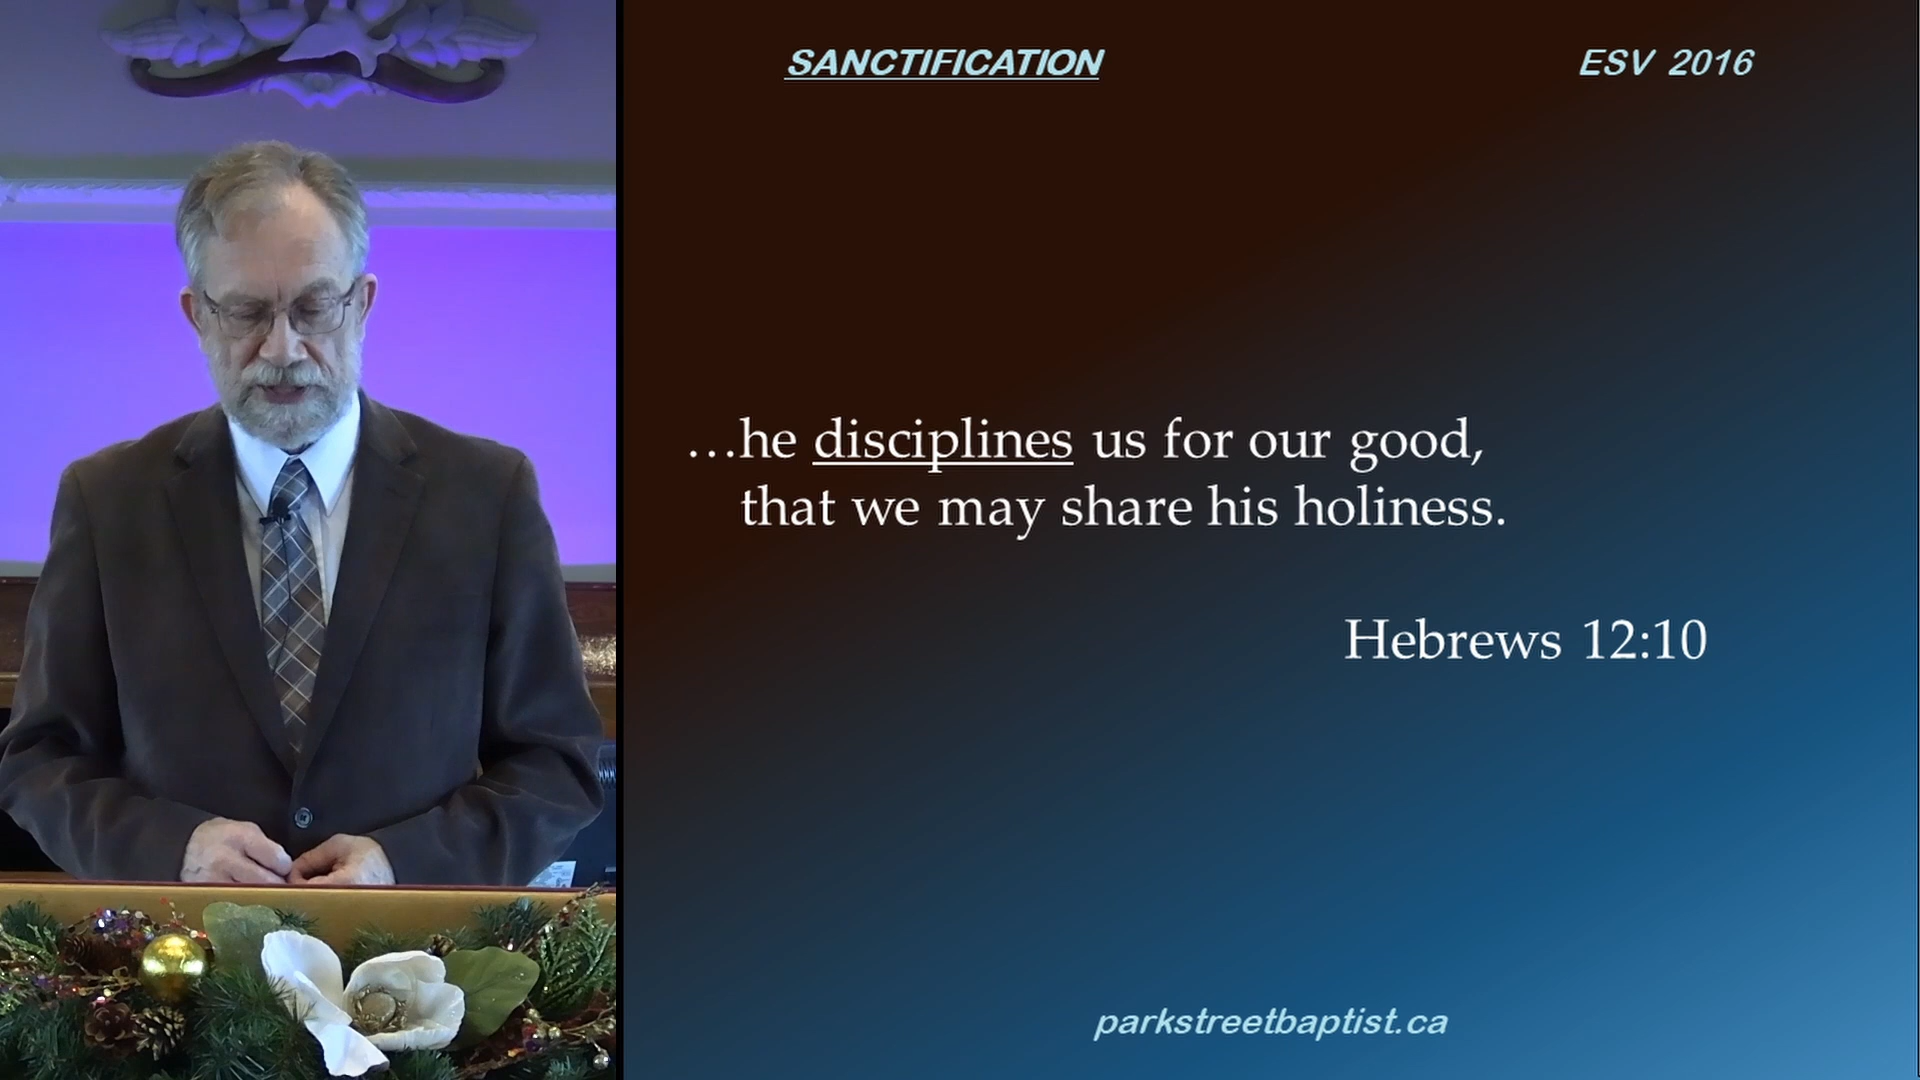 SANCTIFICATION
ESV 2016
…he disciplines us for our good,
that we may share his holiness.
Hebrews 12:10
parkstreetbaptist.ca